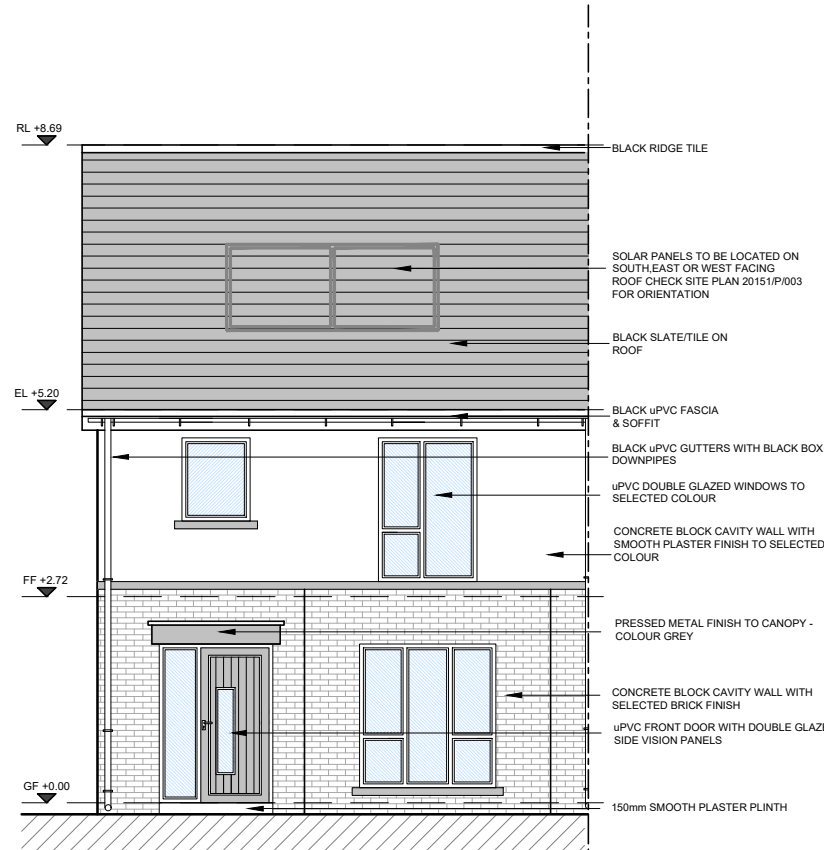 RL +8.69
BLACK RIDGE TILE
SOLAR PANELS TO BE LOCATED ON
SOUTH,EAST OR WEST FACING
ROOF CHECK SITE PLAN 20151/P/003
FOR ORIENTATION
BLACK SLATE/TILE ON
ROOF
EL +5.20
BLACK uPVC FASCIA
& SOFFIT
BLACK uPVC GUTTERS WITH BLACK BOX
DOWNPIPES
uPVC DOUBLE GLAZED WINDOWS TO
SELECTED COLOUR
CONCRETE BLOCK CAVITY WALL WITH
SMOOTH PLASTER FINISH TO SELECTED
COLOUR
FF +2.72
PRESSED METAL FINISH TO CANOPY -
COLOUR GREY
CONCRETE BLOCK CAVITY WALL WITH
SELECTED BRICK FINISH
uPVC FRONT DOOR WITH DOUBLE GLAZE
SIDE VISION PANELS
GF +0.00
150mm SMOOTH PLASTER PLINTH